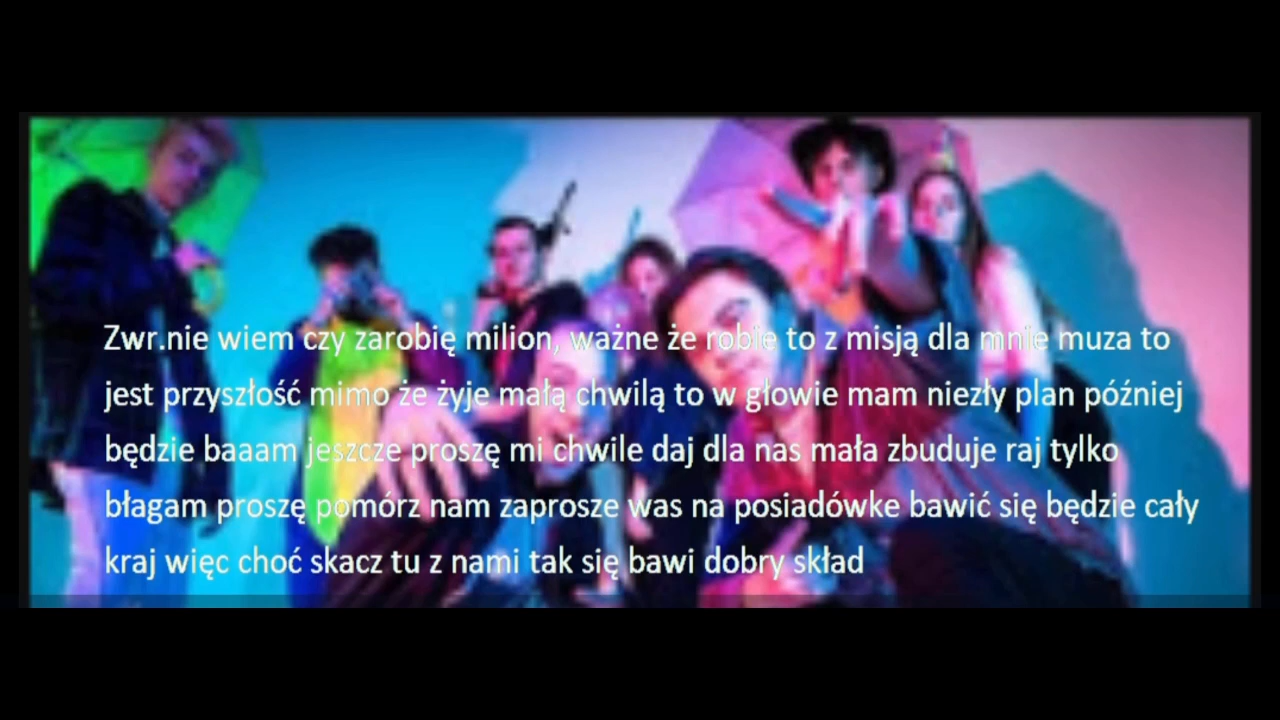 Zwr.nie wiem czy zarobię milion, ważne że robie to z misją dla mnie muza to
jest przyszłość mimo że żyje małą chwilą to w głowie mam niezły plan później
będzie baaam jeszcze proszę mi chwile daj dla nas mała zbuduje raj tylko
błagam proszę pomórz nam zaprosze was na posiadówke bawić się będzie cały
kraj więc choć skacz tu z nami tak się bawi dobry skład